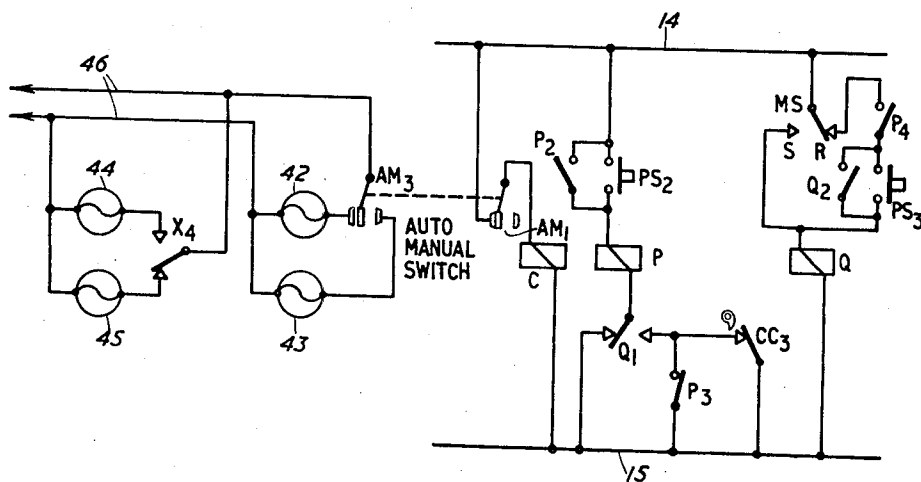 14
46
MS
P4
S
R
44
42
AM3
P2
PS2
Q2
PS3
X4
AUTO
MANUAL
SWITCH
AM1
C
P
Q
45
43
Q1
CC3
P3
15